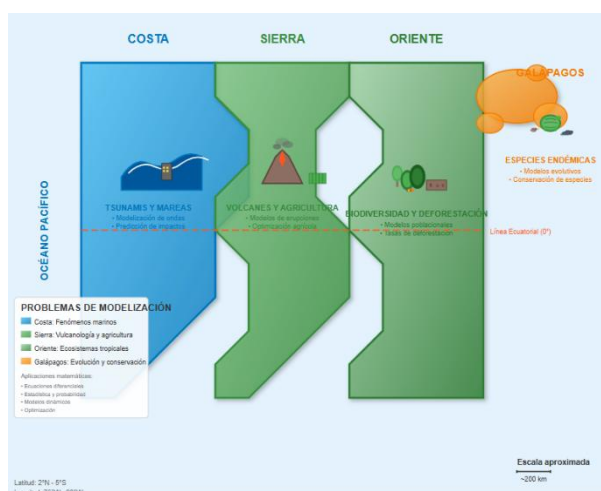 COSTA
SIERRA
ORIENTE
GALÁPAGOS
OCÉANO PACÍFICO
TSUNAMIS Y MAREAS
• Modelización de ondas
• Predicción de impactos
VOLCANES Y AGRICULTURA
• Modelos de erupciones
• Optimización agrícola
BIODIVERSIDAD Y DEFORESTACIÓN
• Modelos poblacionales
• Tasas de deforestación
ESPECIES ENDÉMICAS
• Modelos evolutivos
• Conservación de especies
Línea Ecuatorial (0°)
PROBLEMAS DE MODELIZACIÓN
Costa: Fenómenos marinos
Sierra: Vulcanología y agricultura
Oriente: Ecosistemas tropicales
Galápagos: Evolución y conservación
Aplicaciones matemáticas:
• Ecuaciones diferenciales
• Estadística y probabilidad
• Modelos dinámicos
• Optimización
Escala aproximada
~200 km
Latitud: 2°N - 5°S